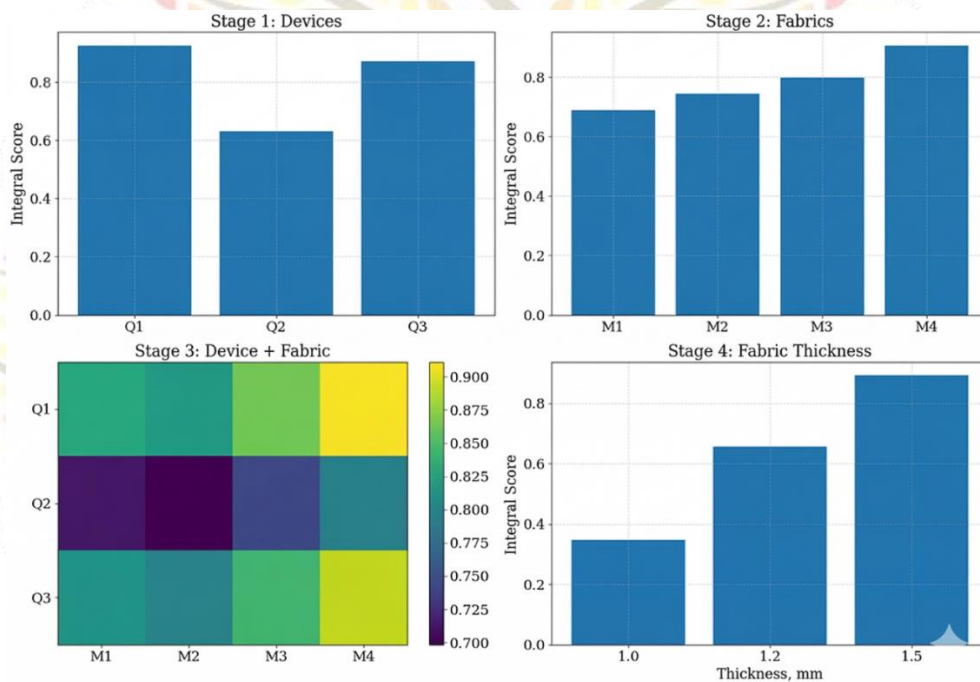 Stage 1: Devices
Integral Score
0.8
0.6
0.4
0.2
0.0
Q1 Q2 Q3
Stage 2: Fabrics
Integral Score
0.8
0.6
0.4
0.2
0.0
M1 M2 M3 M4
Stage 3: Device + Fabric
Q1
Q2
Q3
M1 M2 M3 M4
0.900
0.875
0.850
0.825
0.800
0.775
0.750
0.725
0.700
Stage 4: Fabric Thickness
Integral Score
0.8
0.6
0.4
0.2
0.0
1.0 1.2 1.5
Thickness, mm